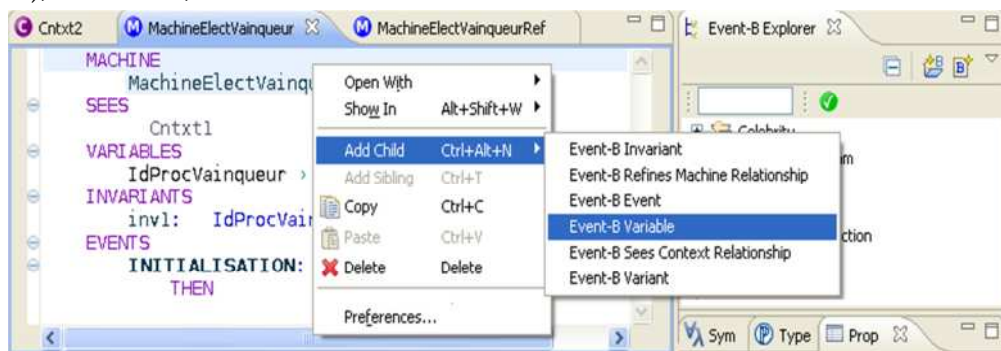 Cntxt2 MachineElectVainqueur MachineElectVainqueurRef Event-B Explorer
MACHINE
MachineElectVainqu
SEES
Cntxt1
VARIABLES
IdProcVainqueur ›
INVARIANTS
inv1: IdProcVair
EVENTS
INITIALISATION:
THEN
Open With
Show In Alt+Shift+W
Add Child Ctrl+Alt+N
Add Sibling Ctrl+T
Copy Ctrl+C
Paste Ctrl+V
Delete Delete
Preferences...
Event-B Invariant
Event-B Refines Machine Relationship
Event-B Event
Event-B Variable
Event-B Sees Context Relationship
Event-B Variant
Celebrity
m
ction
Sym Type Prop